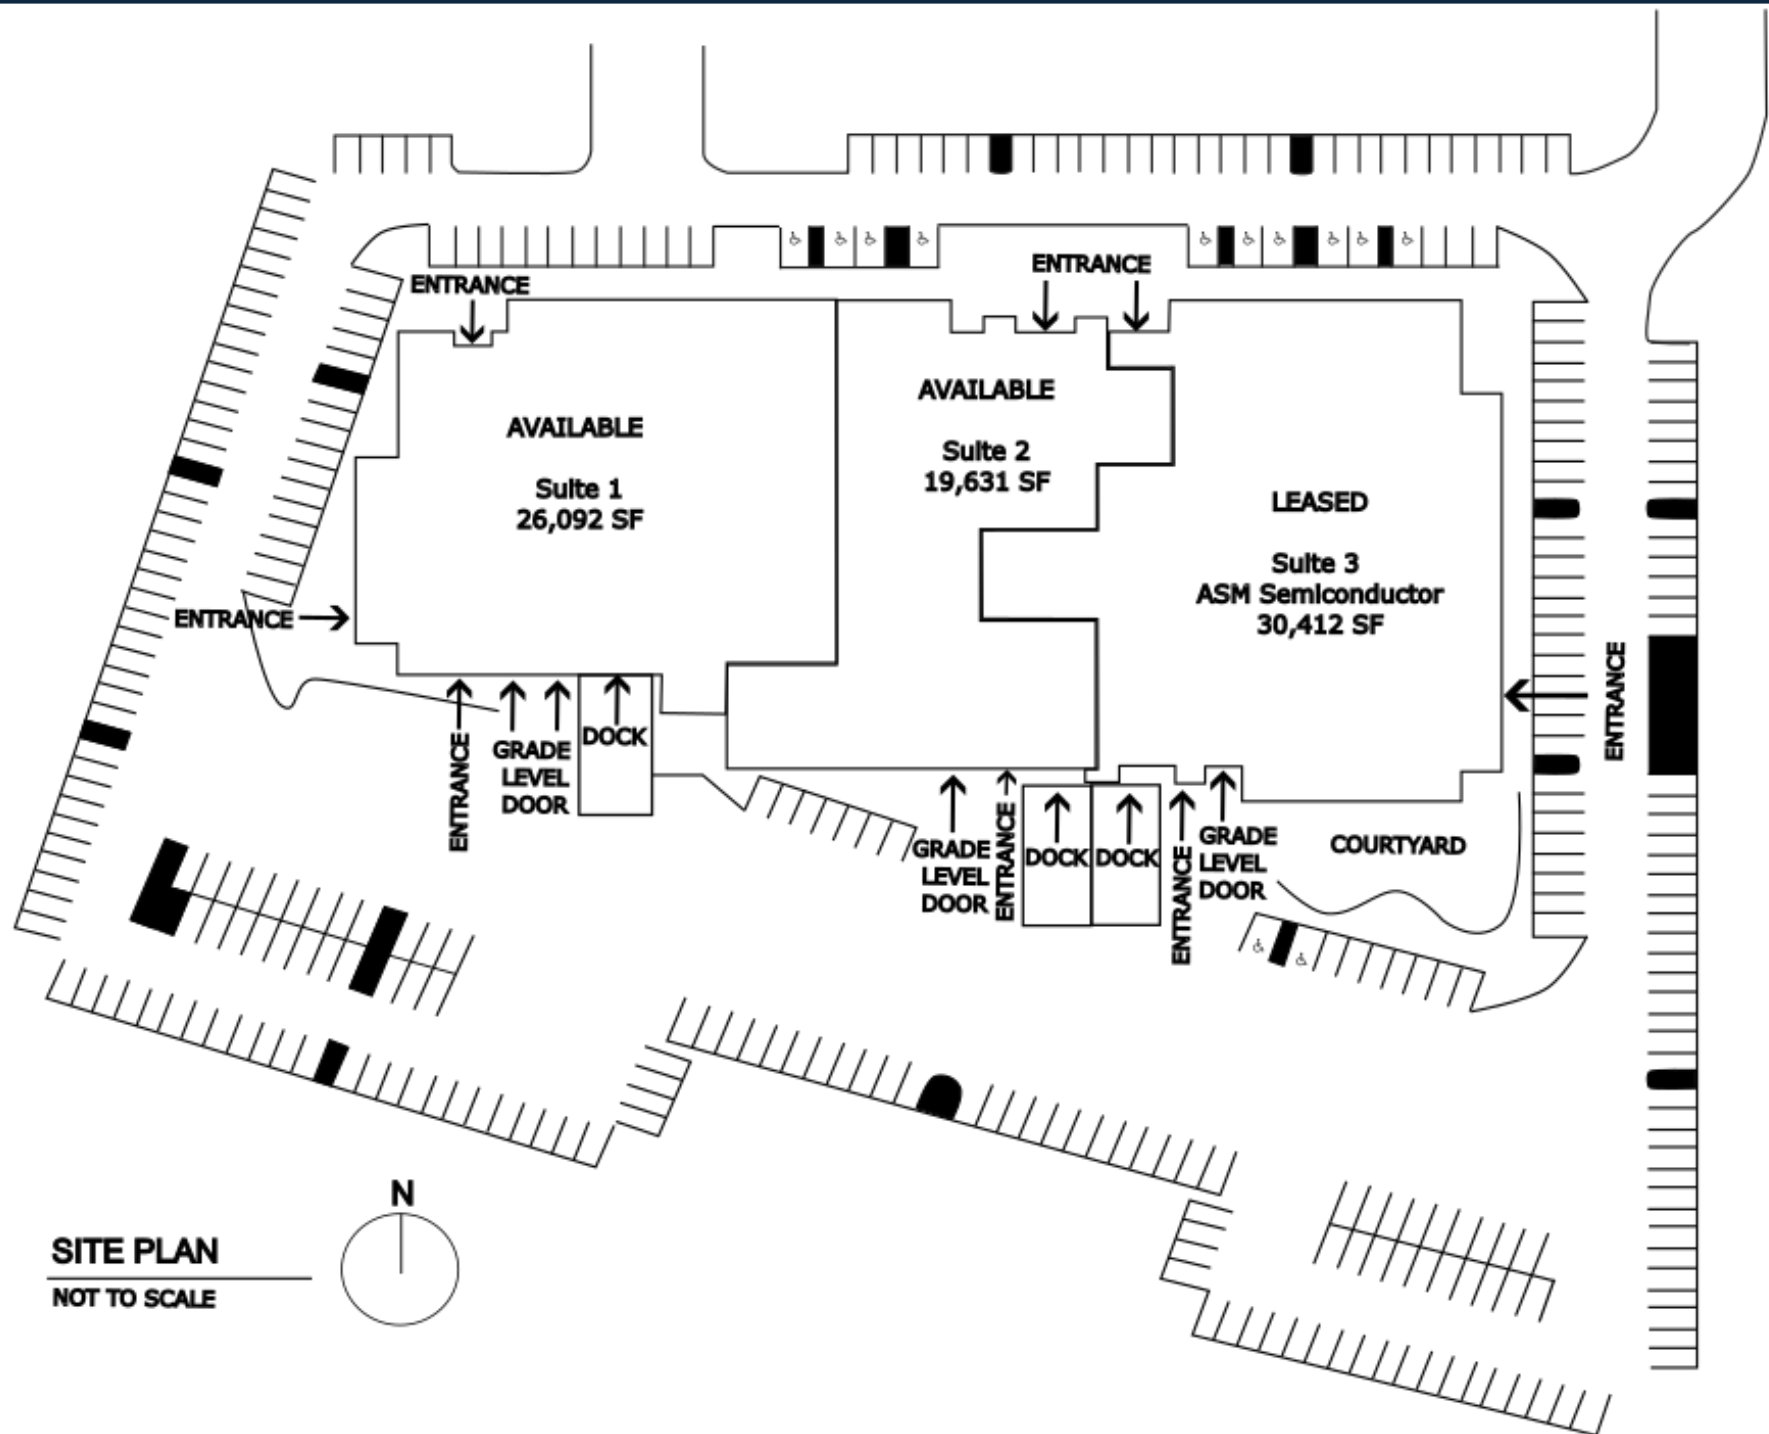 ENTRANCE
ENTRANCE
AVAILABLE
Suite 1
26,092 SF
AVAILABLE
Suite 2
19,631 SF
LEASED
Suite 3
ASM Semiconductor
30,412 SF
ENTRANCE
ENTRANCE
ENTRANCE
GRADE
LEVEL
DOOR
DOCK
GRADE
LEVEL
DOOR
ENTRANCE
DOCK
DOCK
ENTRANCE
GRADE
LEVEL
DOOR
COURTYARD
N
SITE PLAN
NOT TO SCALE